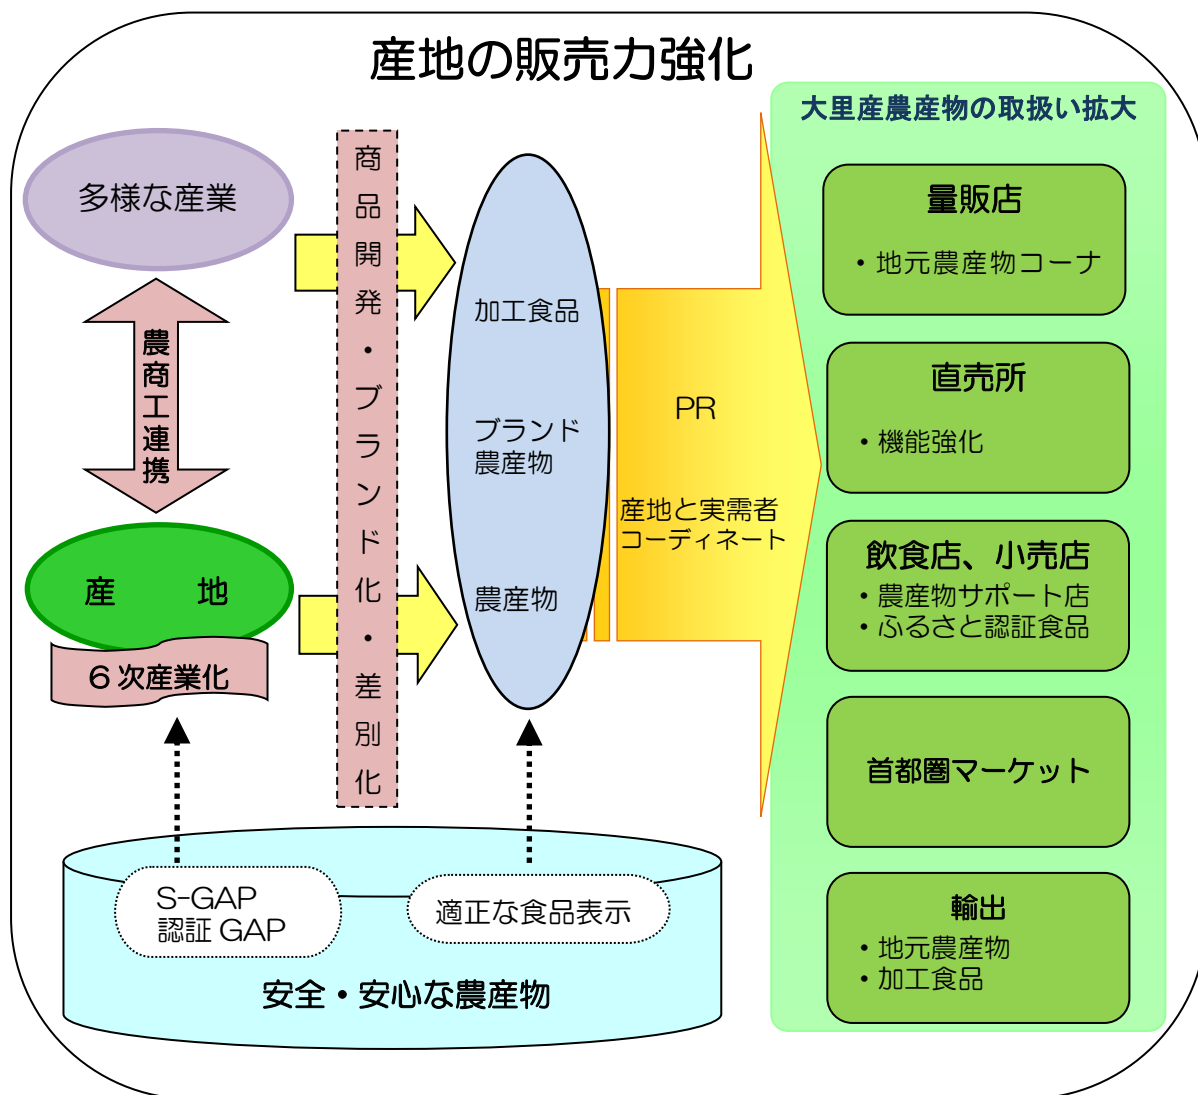 産地の販売力強化
多様な産業
農商工連携
産　　地
６次産業化
商品開発・ブランド化・差別化
加工食品
ブランド
農産物
農産物
PR
産地と実需者
コーディネート
大里産農産物の取扱い拡大
量販店
・地元農産物コーナ
直売所
・機能強化
飲食店、小売店
・農産物サポート店
・ふるさと認証食品
首都圏マーケット
輸出
・地元農産物
・加工食品
S-GAP
認証 GAP
適正な食品表示
安全・安心な農産物